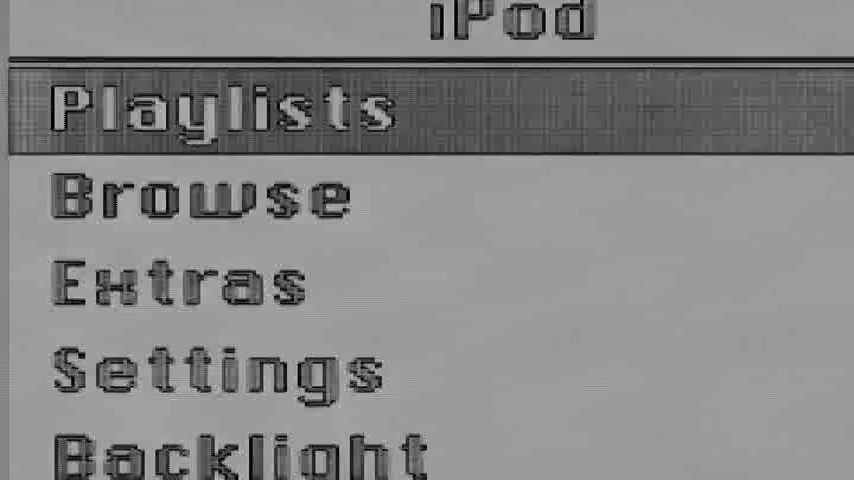 iPod
Playlists
Browse
Extras
Settings
Backlight